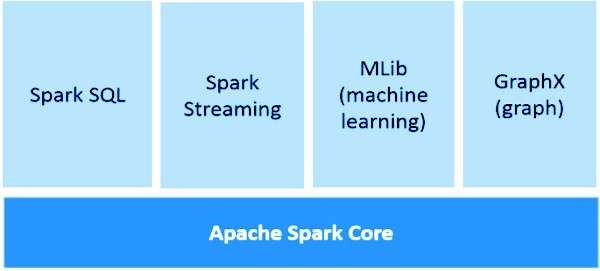 Spark SQL
Spark
Streaming
MLib
(machine
learning)
GraphX
(graph)
Apache Spark Core